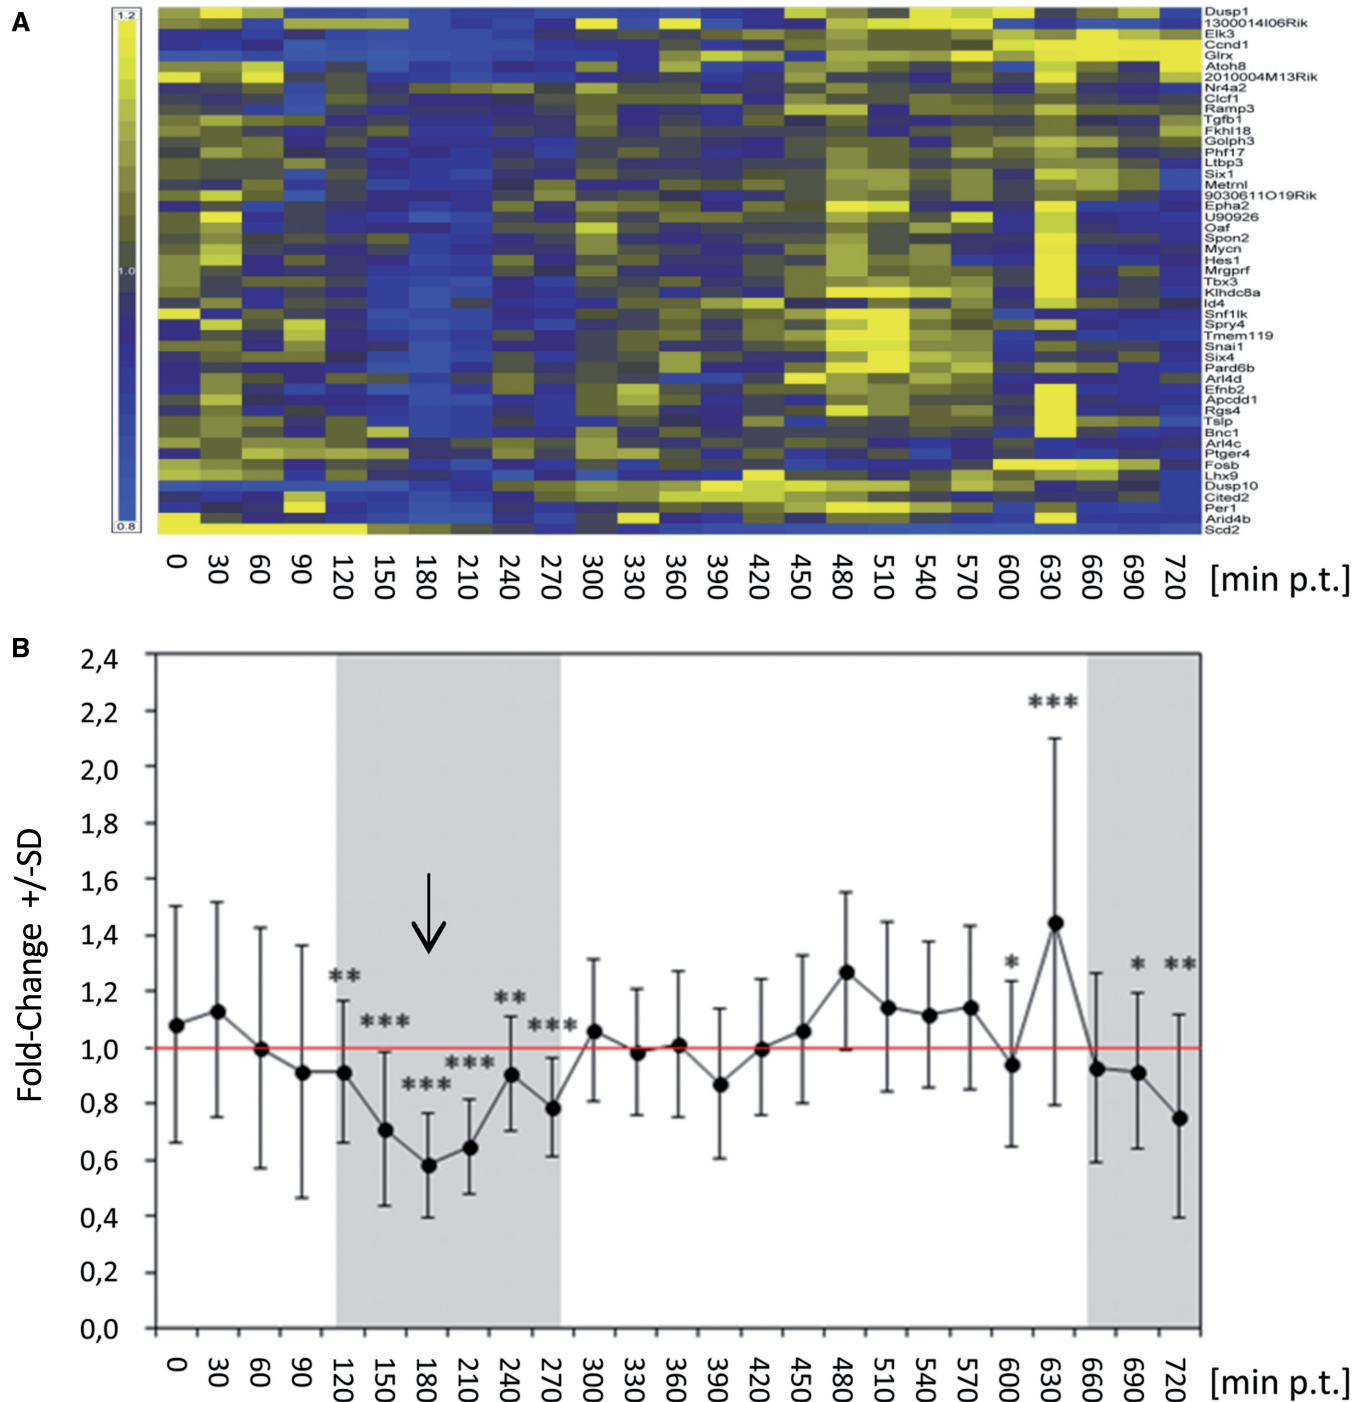 A
1.2
1.0
0.8
Dusp1
1300014I06Rik
Elk3
Ccnd1
Glrx
Atoh8
2010004M13Rik
Nr4a2
Clcf1
Ramp3
Tgfb1
Fkhl18
Golph3
Phf17
Ltbp3
Six1
Metrnl
9030611O19Rik
Epha2
U90926
Oaf
Spon2
Mycn
Hes1
Mrgprf
Tbx3
Klhdc8a
Id4
Snf1lk
Spry4
Tmem119
Snai1
Six4
Pard6b
Arl4d
Efnb2
Apcdd1
Rgs4
Tslp
Bnc1
Arl4c
Ptger4
Fosb
Lhx9
Dusp10
Cited2
Per1
Arid4b
Scd2
0 30 60 90 120 150 180 210 240 270 300 330 360 390 420 450 480 510 540 570 600 630 660 690 720 [min p.t.]
B
Fold-Change +/-SD
2,4
2,2
2,0
1,8
1,6
1,4
1,2
1,0
0,8
0,6
0,4
0,2
0,0
** *** *** *** ** *** * *** * **
0 30 60 90 120 150 180 210 240 270 300 330 360 390 420 450 480 510 540 570 600 630 660 690 720 [min p.t.]